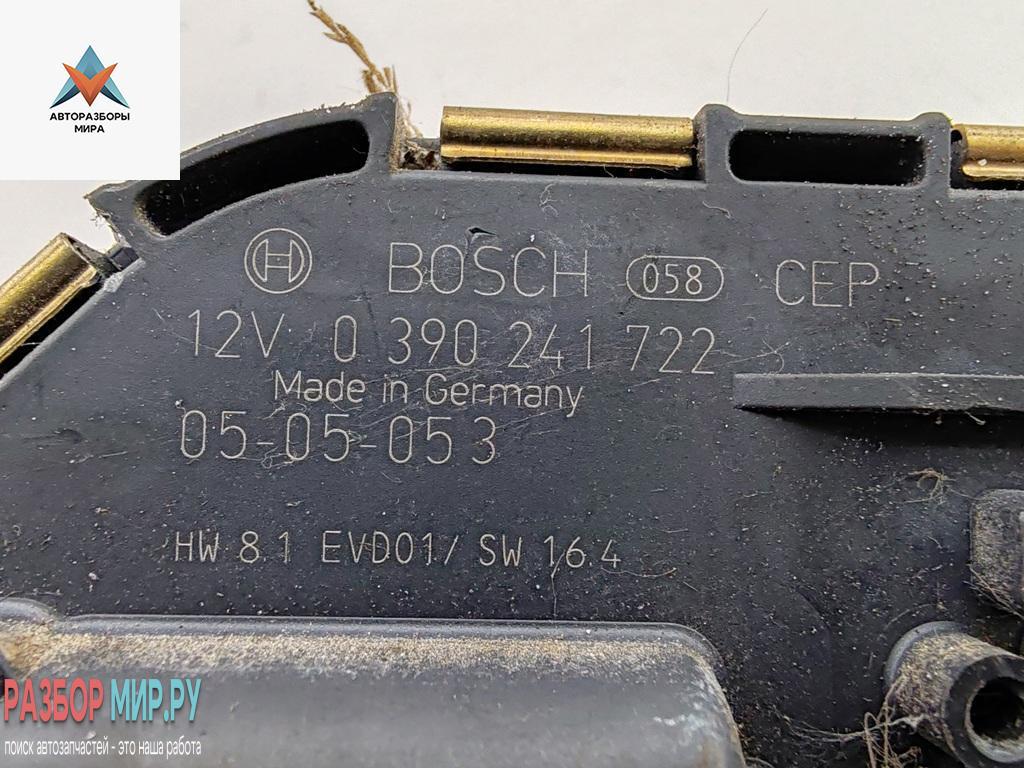 АВТОРАЗБОРЫ
МИРА
BOSCH 058 CEP
12V 0 390 241 722
Made in Germany
05-05-053
HW 8.1 EVD01/ SW 16.4
РАЗБОР МИР.РУ
поиск автозапчастей - это наша работа